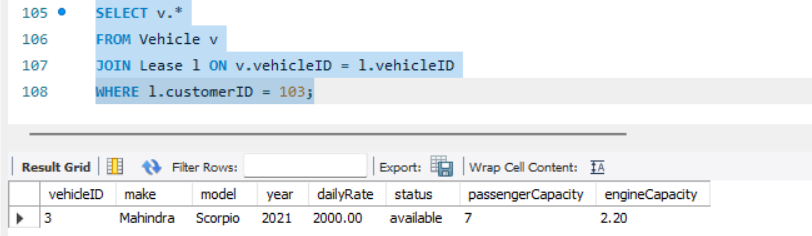 105 SELECT v.*
106 FROM Vehicle v
107 JOIN Lease l ON v.vehicleID = l.vehicleID
108 WHERE l.customerID = 103;
Result Grid Filter Rows: Export: Wrap Cell Content: IA
vehicleID make model year dailyRate status passengerCapacity engineCapacity
3 Mahindra Scorpio 2021 2000.00 available 7 2.20